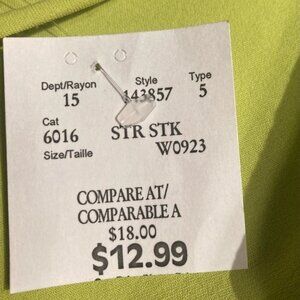 Dept/Rayon Style Type
15 143857 5
Cat
6016 STR STK
Size/Taille W0923
COMPARE AT/
COMPARABLE A
$18.00
$12.99